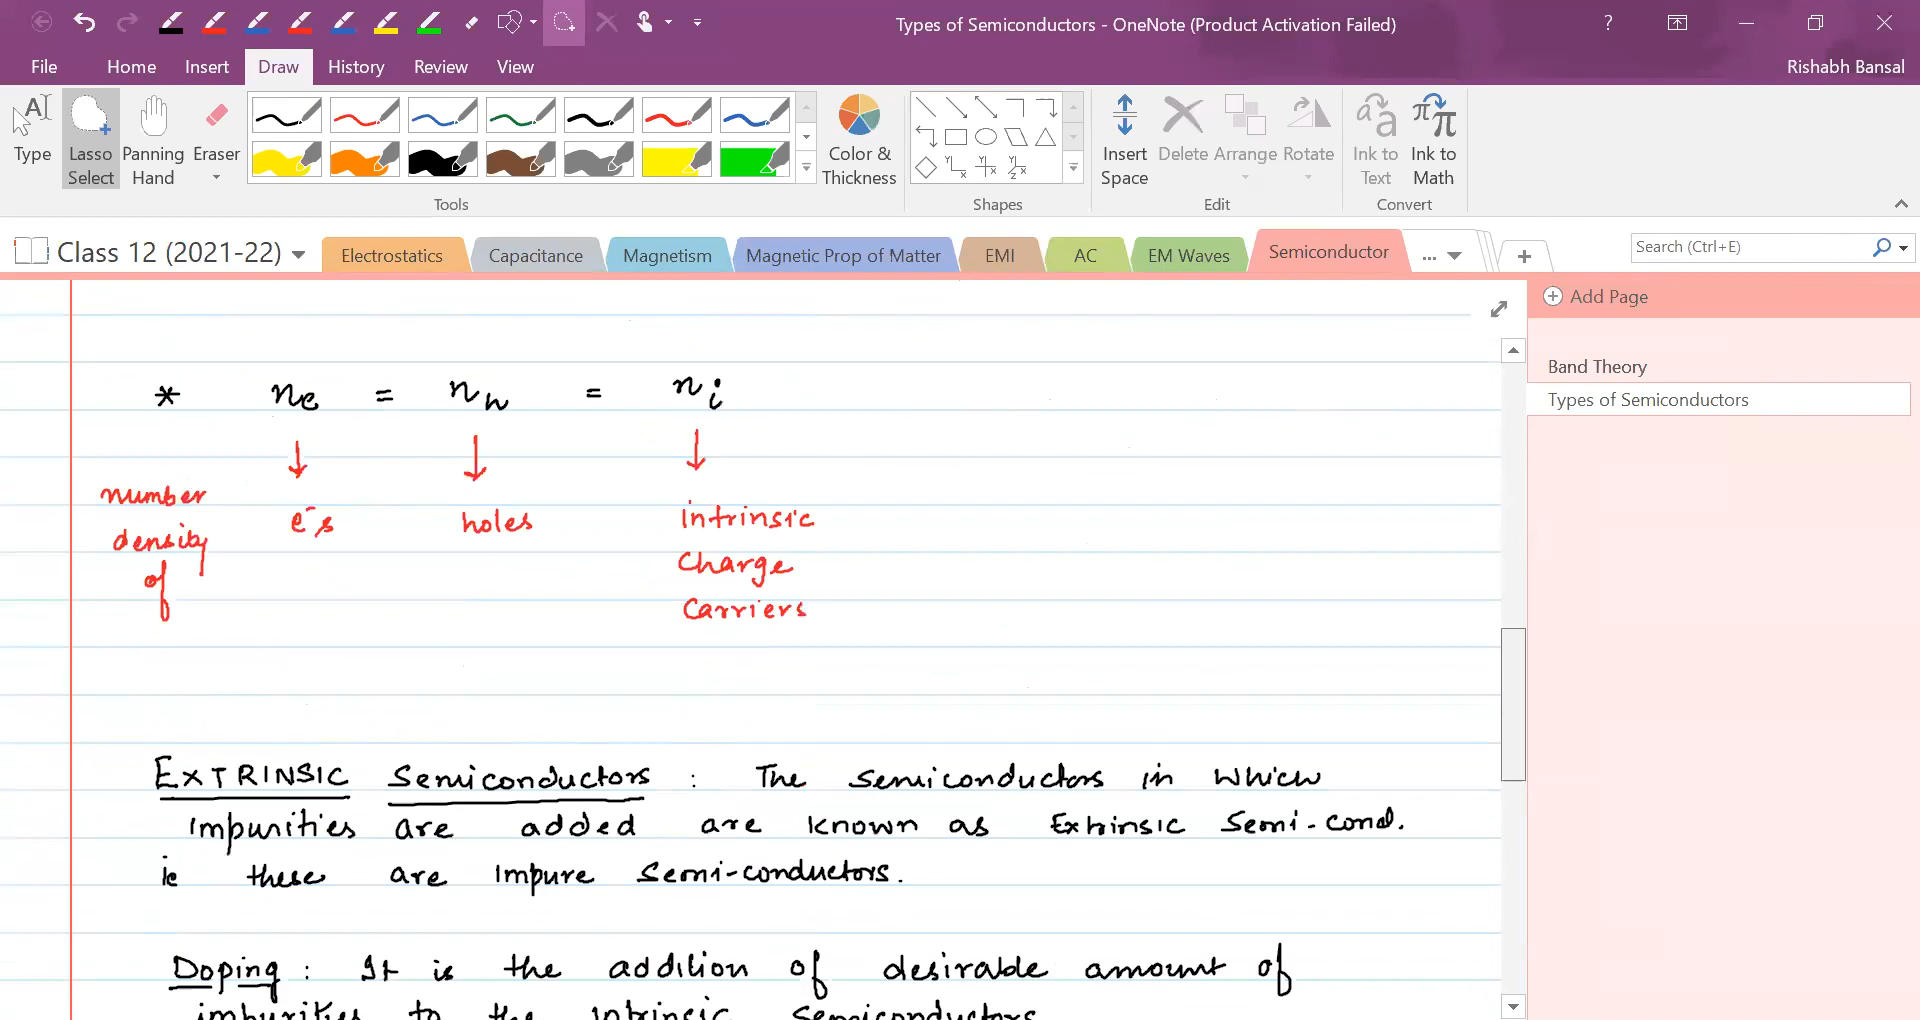 Types of Semiconductors - OneNote (Product Activation Failed)
?
File Home Insert Draw History Review View
Rishabh Bansal
Type
Lasso Select
Panning Hand
Eraser
Color & Thickness
Insert Space
Delete
Arrange
Rotate
Ink to Text
Ink to Math
Tools
Shapes
Edit
Convert
Class 12 (2021-22)
Electrostatics Capacitance Magnetism Magnetic Prop of Matter EMI AC EM Waves Semiconductor ... +
Search (Ctrl+E)
Add Page
Band Theory
Types of Semiconductors
* ne = nh = ni
↓ ↓ ↓
number density of
e⁻s
holes
Intrinsic
Charge
Carriers
EXTRINSIC Semiconductors : The semiconductors in which
impurities are added are known as Extrinsic Semi-cond.
ie these are impure semi-conductors.
Doping : It is the addition of desirable amount of
impurities to the intrinsic semiconductors